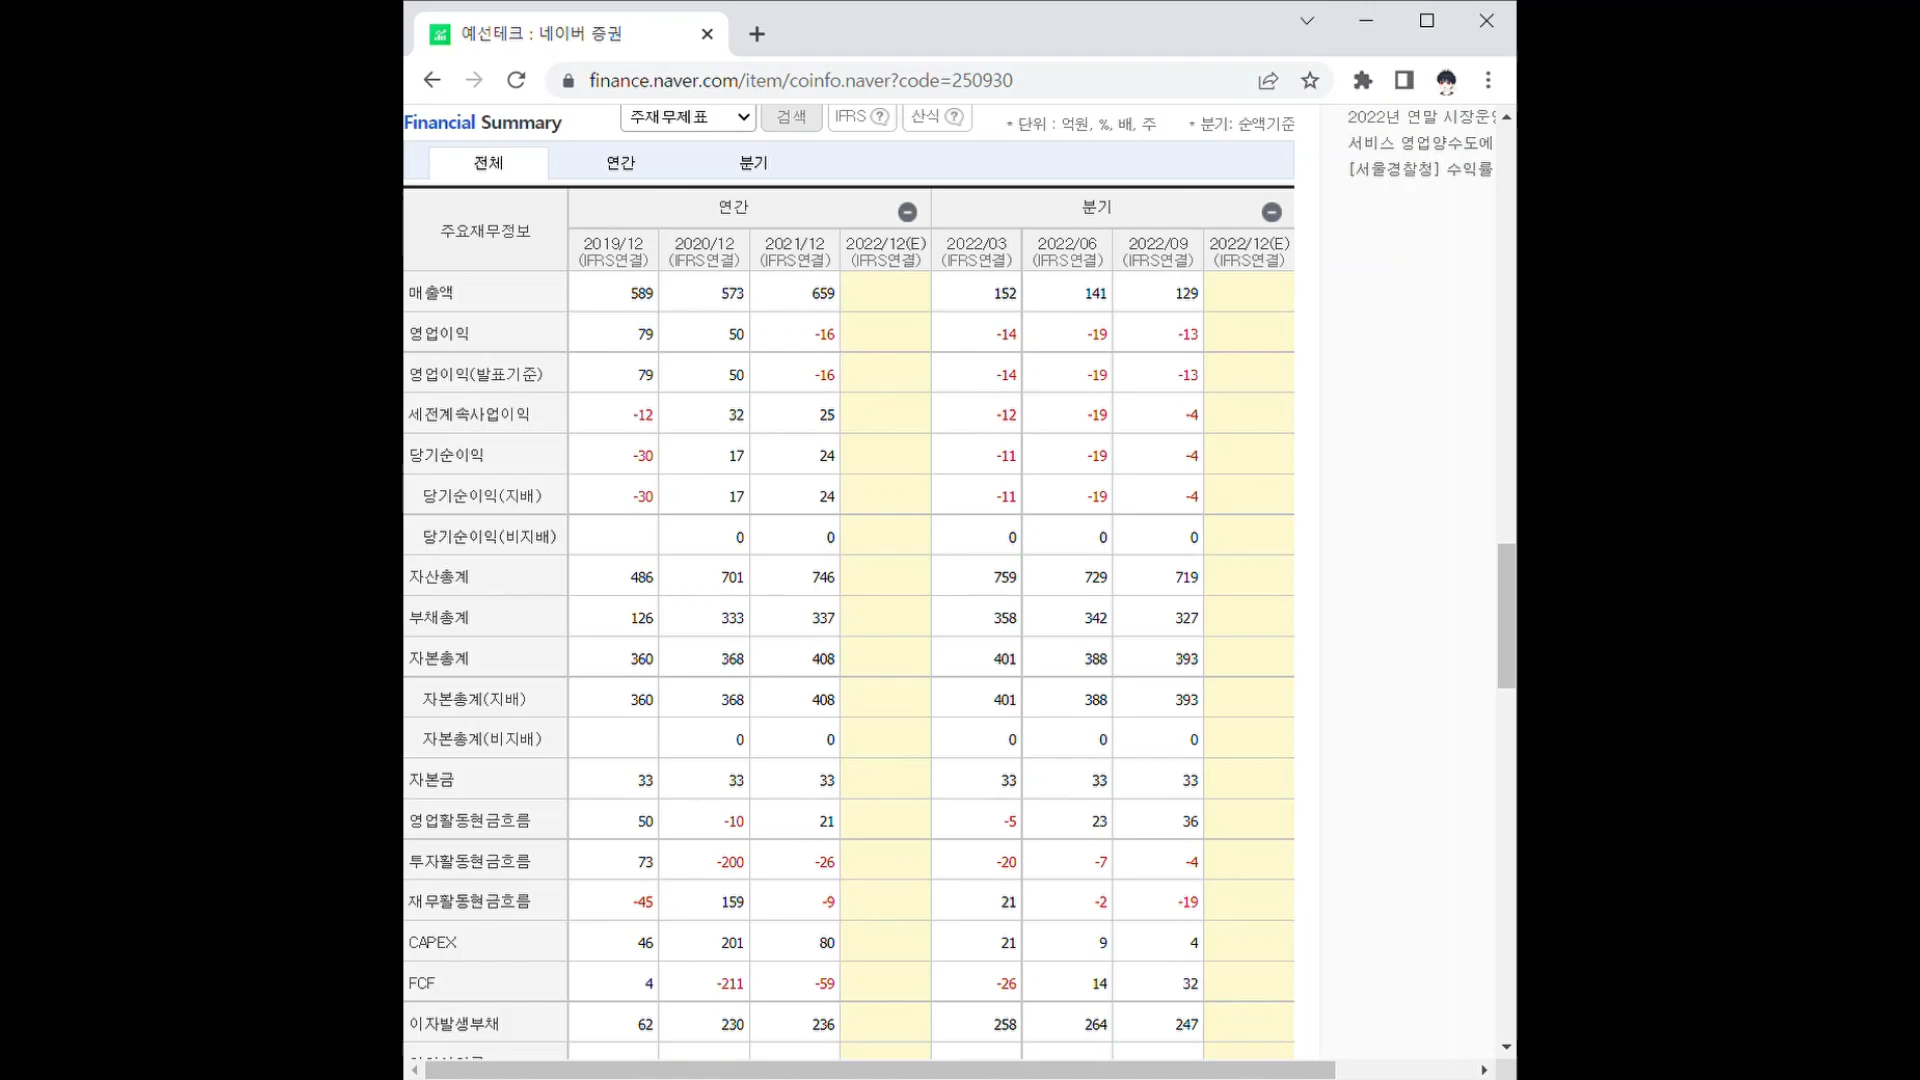 예선테크 : 네이버 증권
finance.naver.com/item/coinfo.naver?code=250930
Financial Summary
주재무제표 검색 IFRS ? 산식 ?
* 단위 : 억원, %, 배, 주 * 분기: 순액기준
전체 연간 분기
주요재무정보 연간 분기
2019/12 2020/12 2021/12 2022/12(E) 2022/03 2022/06 2022/09 2022/12(E)
(IFRS연결) (IFRS연결) (IFRS연결) (IFRS연결) (IFRS연결) (IFRS연결) (IFRS연결) (IFRS연결)
매출액 589 573 659 152 141 129
영업이익 79 50 -16 -14 -19 -13
영업이익(발표기준) 79 50 -16 -14 -19 -13
세전계속사업이익 -12 32 25 -12 -19 -4
당기순이익 -30 17 24 -11 -19 -4
당기순이익(지배) -30 17 24 -11 -19 -4
당기순이익(비지배) 0 0 0 0 0
자산총계 486 701 746 759 729 719
부채총계 126 333 337 358 342 327
자본총계 360 368 408 401 388 393
자본총계(지배) 360 368 408 401 388 393
자본총계(비지배) 0 0 0 0 0
자본금 33 33 33 33 33 33
영업활동현금흐름 50 -10 21 -5 23 36
투자활동현금흐름 73 -200 -26 -20 -7 -4
재무활동현금흐름 -45 159 -9 21 -2 -19
CAPEX 46 201 80 21 9 4
FCF 4 -211 -59 -26 14 32
이자발생부채 62 230 236 258 264 247
2022년 연말 시장운영
서비스 영업양수도에
[서울경찰청] 수익률